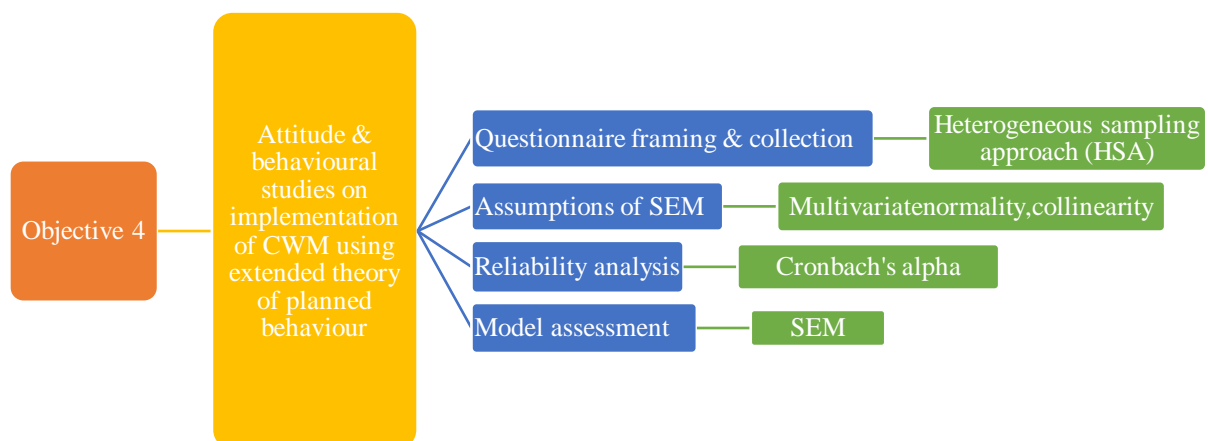 Objective 4
Attitude &
behavioural
studies on
implementation
of CWM using
extended theory
of planned
behaviour
Questionnaire framing & collection
Heterogeneous sampling
approach (HSA)
Assumptions of SEM
Multivariatenormality,collinearity
Reliability analysis
Cronbach's alpha
Model assessment
SEM